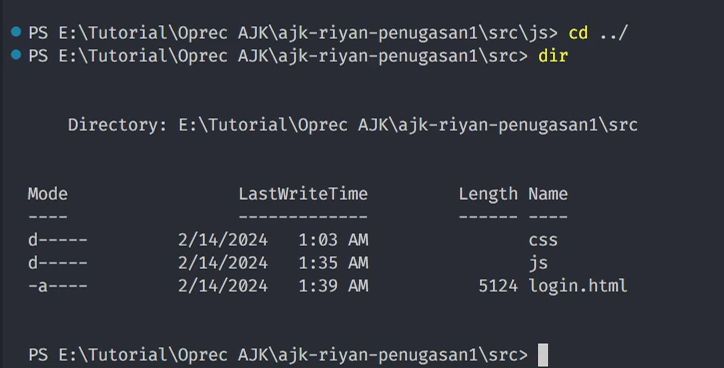 PS E:\Tutorial\Oprec AJK\ajk-riyan-penugasan1\src\js> cd ../
PS E:\Tutorial\Oprec AJK\ajk-riyan-penugasan1\src> dir
Directory: E:\Tutorial\Oprec AJK\ajk-riyan-penugasan1\src
Mode                 LastWriteTime         Length Name
----                 -------------         ------ ----
d-----         2/14/2024   1:03 AM                css
d-----         2/14/2024   1:35 AM                js
-a----         2/14/2024   1:39 AM           5124 login.html
PS E:\Tutorial\Oprec AJK\ajk-riyan-penugasan1\src>